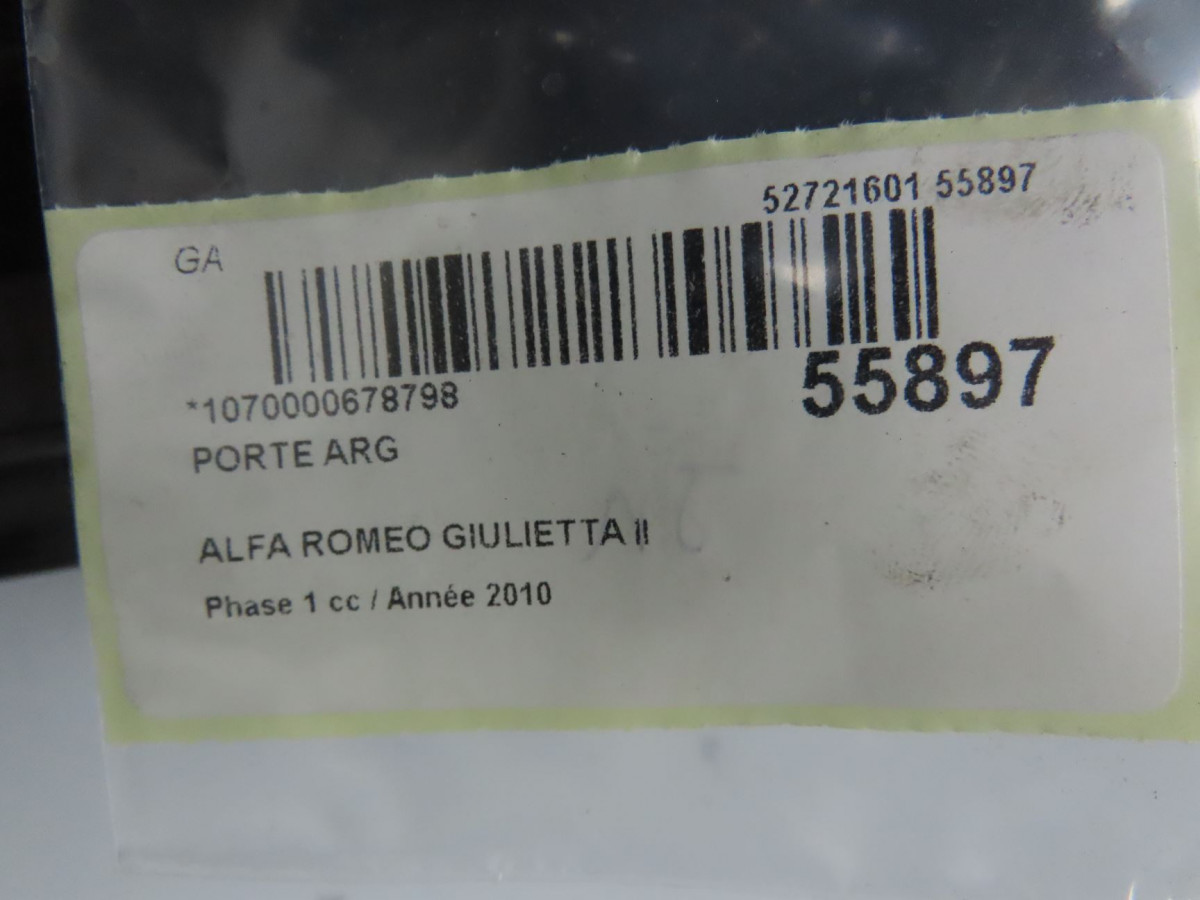 52721601 55897
GA
55897
*1070000678798
PORTE ARG
ALFA ROMEO GIULIETTA II
Phase 1 cc / Année 2010